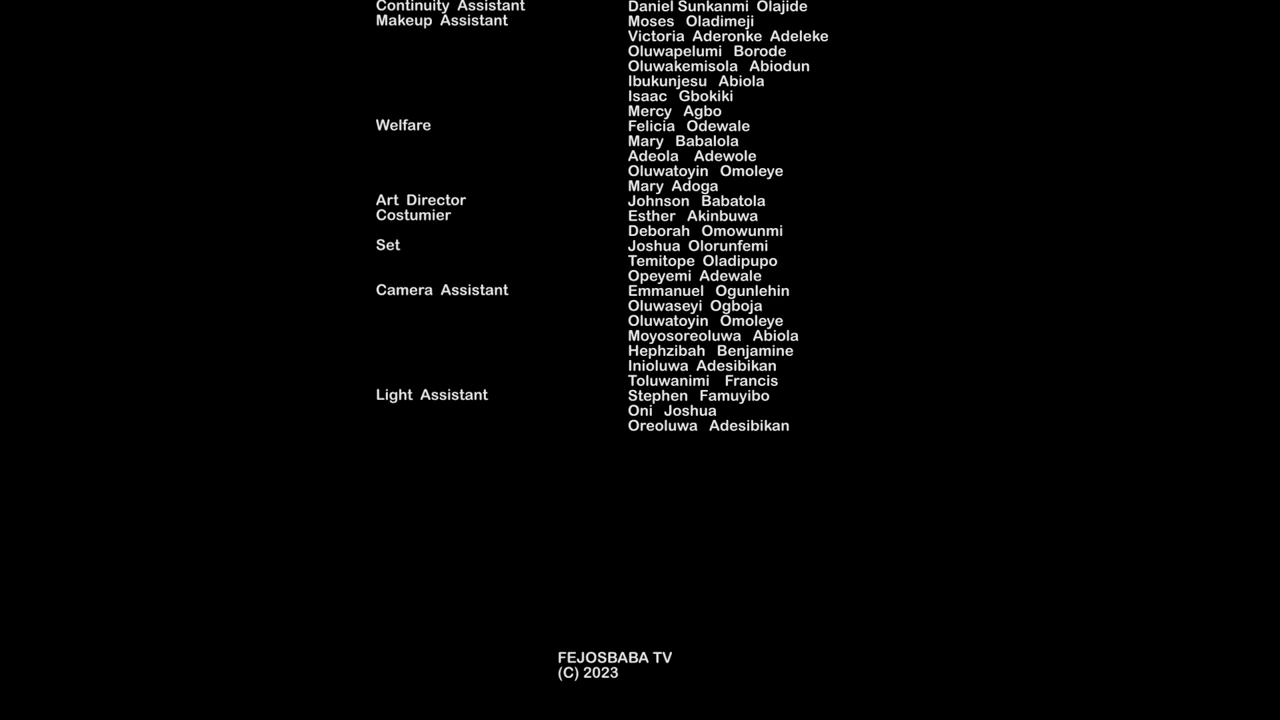 Continuity Assistant Daniel Sunkanmi Olajide
Makeup Assistant Moses Oladimeji
Victoria Aderonke Adeleke
Oluwapelumi Borode
Oluwakemisola Abiodun
Ibukunjesu Abiola
Isaac Gbokiki
Mercy Agbo
Welfare Felicia Odewale
Mary Babalola
Adeola Adewole
Oluwatoyin Omoleye
Mary Adoga
Art Director Johnson Babatola
Costumier Esther Akinbuwa
Deborah Omowunmi
Set Joshua Olorunfemi
Temitope Oladipupo
Opeyemi Adewale
Camera Assistant Emmanuel Ogunlehin
Oluwaseyi Ogboja
Oluwatoyin Omoleye
Moyosoreoluwa Abiola
Hephzibah Benjamine
Inioluwa Adesibikan
Toluwanimi Francis
Light Assistant Stephen Famuyibo
Oni Joshua
Oreoluwa Adesibikan
FEJOSBABA TV
(C) 2023